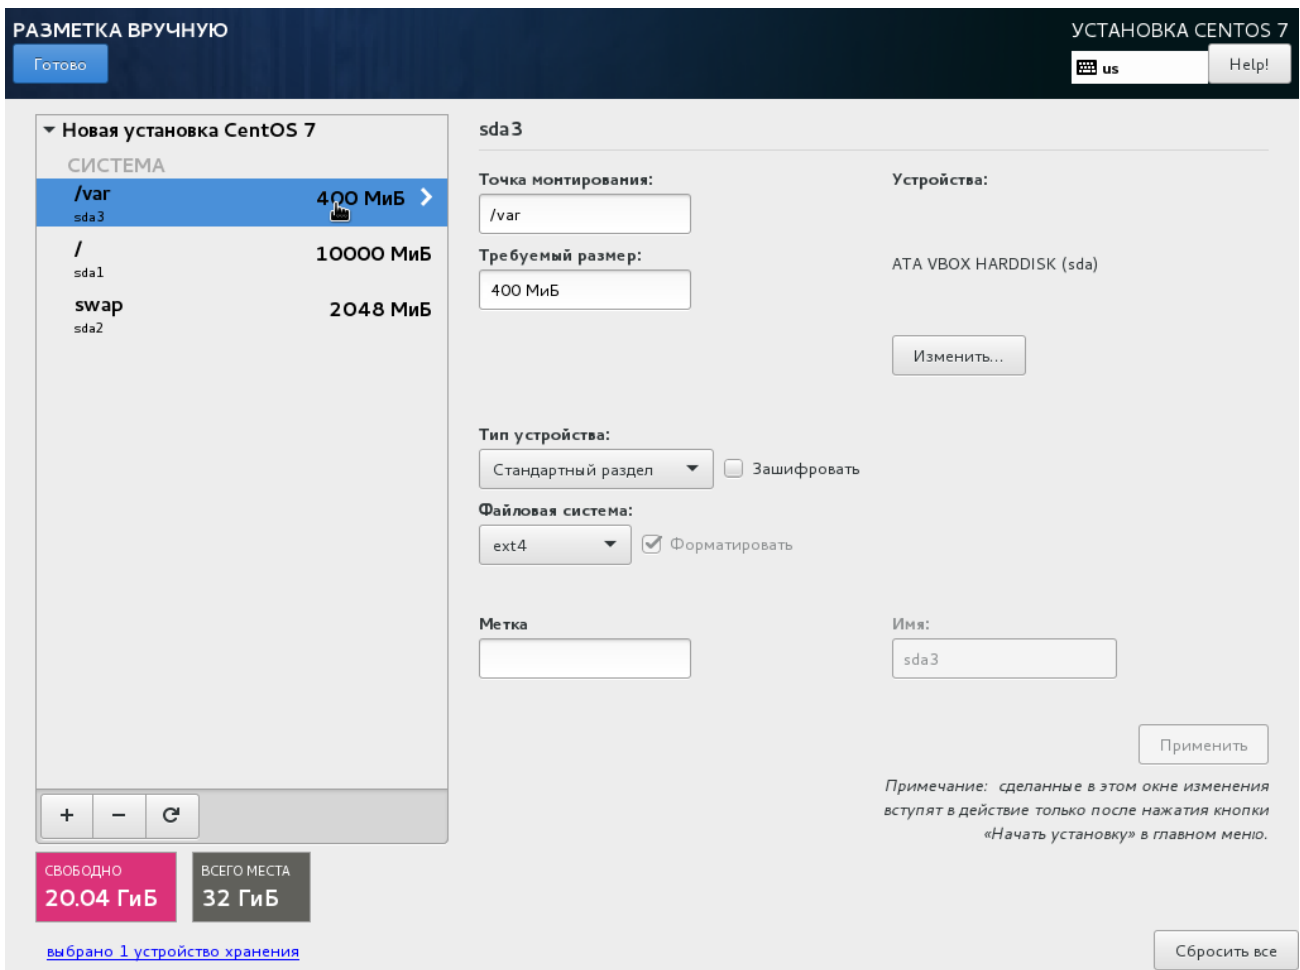 РАЗМЕТКА ВРУЧНУЮ
УСТАНОВКА CENTOS 7
Готово
us
Help!
Новая установка CentOS 7
СИСТЕМА
/var
400 МиБ
sda3
/
10000 МиБ
sda1
swap
2048 МиБ
sda2
sda3
Точка монтирования:
/var
Требуемый размер:
400 МиБ
Устройства:
ATA VBOX HARDDISK (sda)
Изменить...
Тип устройства:
Стандартный раздел
Зашифровать
Файловая система:
ext4
Форматировать
Метка
Имя:
sda3
Применить
Примечание: сделанные в этом окне изменения
вступят в действие только после нажатия кнопки
«Начать установку» в главном меню.
СВОБОДНО
20.04 ГиБ
ВСЕГО МЕСТА
32 ГиБ
выбрано 1 устройство хранения
Сбросить все